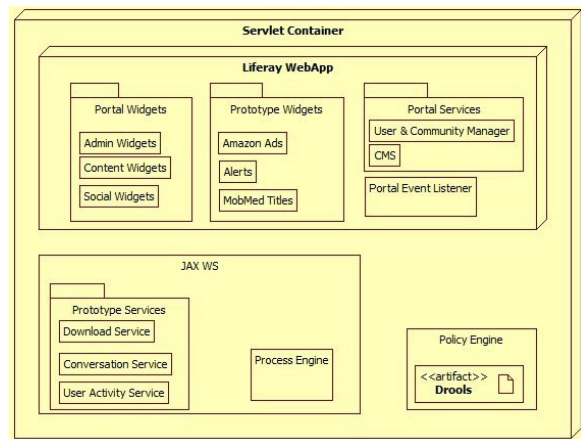 Servlet Container
Liferay WebApp
Portal Widgets
Admin Widgets
Content Widgets
Social Widgets
Prototype Widgets
Amazon Ads
Alerts
MobMed Titles
Portal Services
User & Community Manager
CMS
Portal Event Listener
JAX WS
Prototype Services
Download Service
Conversation Service
User Activity Service
Process Engine
Policy Engine
<<artifact>>
Drools